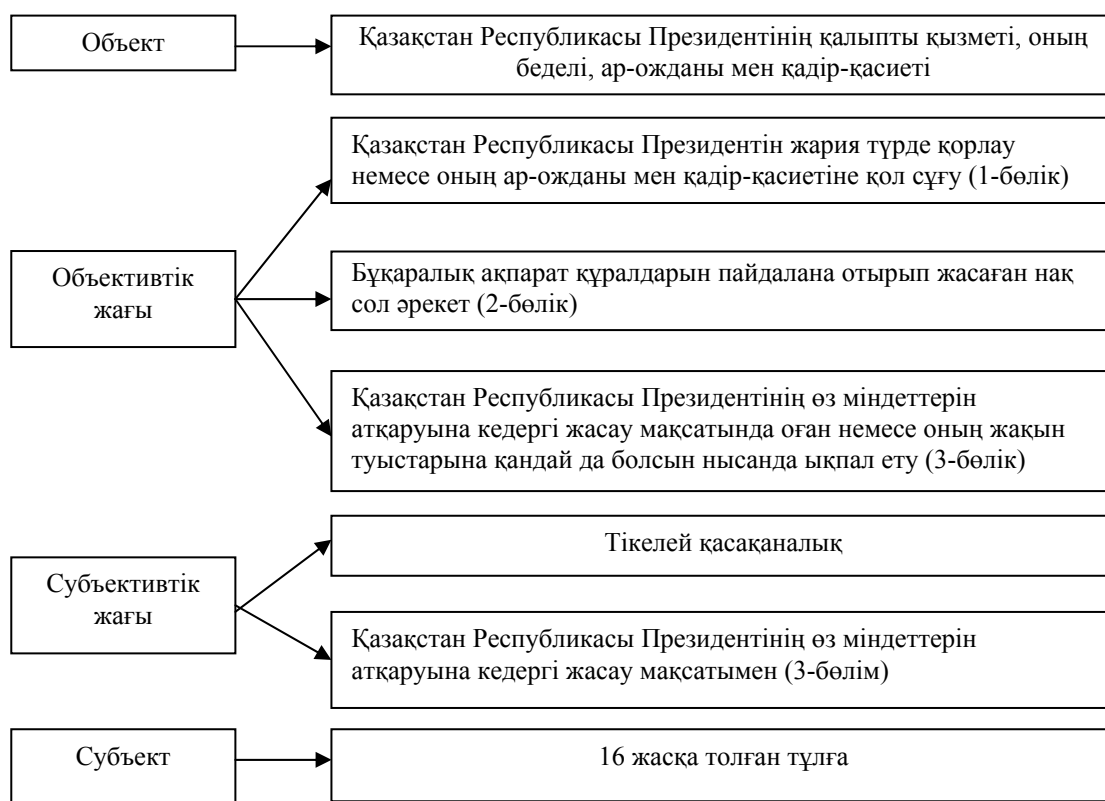 Объект
Қазақстан Республикасы Президентінің қалыпты қызметі, оның
беделі, ар-ожданы мен қадір-қасиеті
Объективтік
жағы
Қазақстан Республикасы Президентін жария түрде қорлау
немесе оның ар-ожданы мен қадір-қасиетіне қол сұғу (1-бөлік)
Бұқаралық ақпарат құралдарын пайдалана отырып жасаған нақ
сол әрекет (2-бөлік)
Қазақстан Республикасы Президентінің өз міндеттерін
атқаруына кедергі жасау мақсатында оған немесе оның жақын
туыстарына қандай да болсын нысанда ықпал ету (3-бөлік)
Субъективтік
жағы
Тікелей қасақаналық
Қазақстан Республикасы Президентінің өз міндеттерін
атқаруына кедергі жасау мақсатымен (3-бөлім)
Субъект
16 жасқа толған тұлға